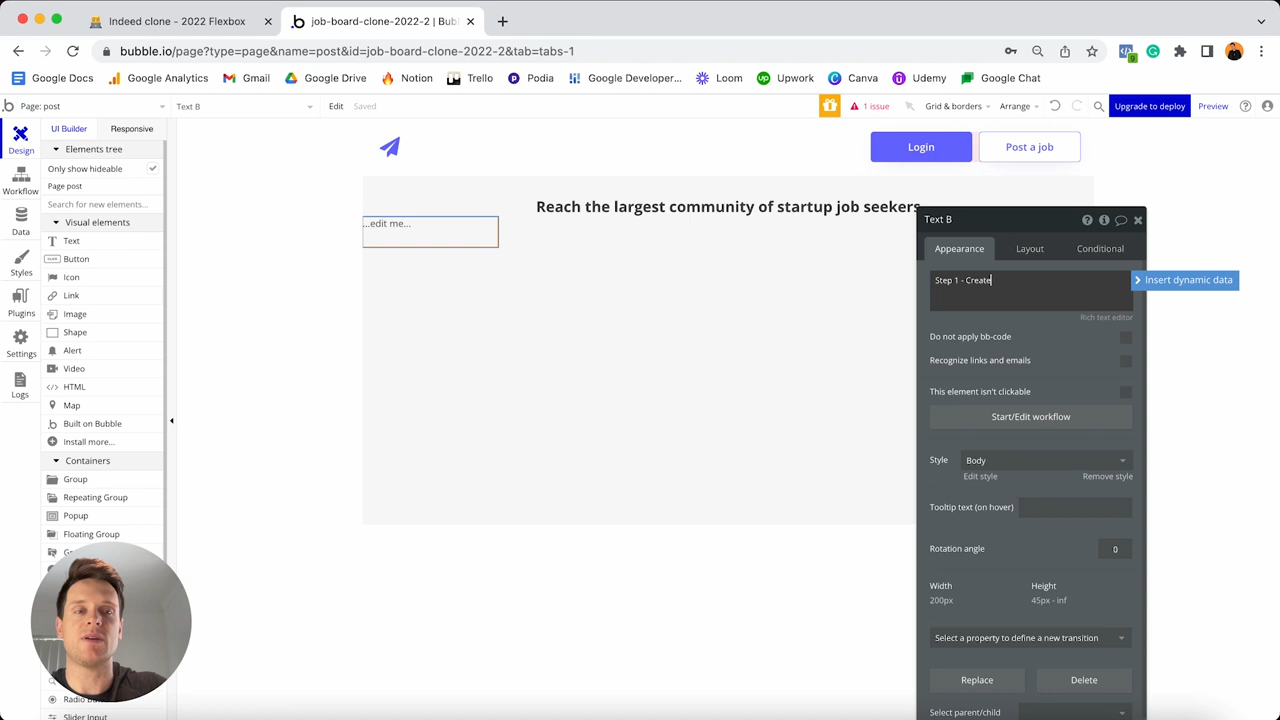 Indeed clone - 2022 Flexbox
job-board-clone-2022-2 | Bubl
bubble.io/page?type=page&name=post&id=job-board-clone-2022-2&tab=tabs-1
9
Google Docs
Google Analytics
Gmail
Google Drive
Notion
Trello
Podia
Google Developer...
Loom
Upwork
Canva
Udemy
Google Chat
Page: post
Text B
Edit
Saved
1 issue
Grid & borders
Arrange
Upgrade to deploy
Preview
Design
Workflow
Data
Styles
Plugins
Settings
Logs
UI Builder
Responsive
Elements tree
Only show hideable
Page post
Search for new elements...
Visual elements
Text
Button
Icon
Link
Image
Shape
Alert
Video
HTML
Map
Built on Bubble
Install more...
Containers
Group
Repeating Group
Popup
Floating Group
Slider Input
Login
Post a job
Reach the largest community of startup job seekers
...edit me...
Text B
Appearance
Layout
Conditional
Step 1 - Create
Insert dynamic data
Rich text editor
Do not apply bb-code
Recognize links and emails
This element isn't clickable
Start/Edit workflow
Style
Body
Edit style
Remove style
Tooltip text (on hover)
Rotation angle
0
Width
Height
200px
45px - inf
Select a property to define a new transition
Replace
Delete
Select parent/child